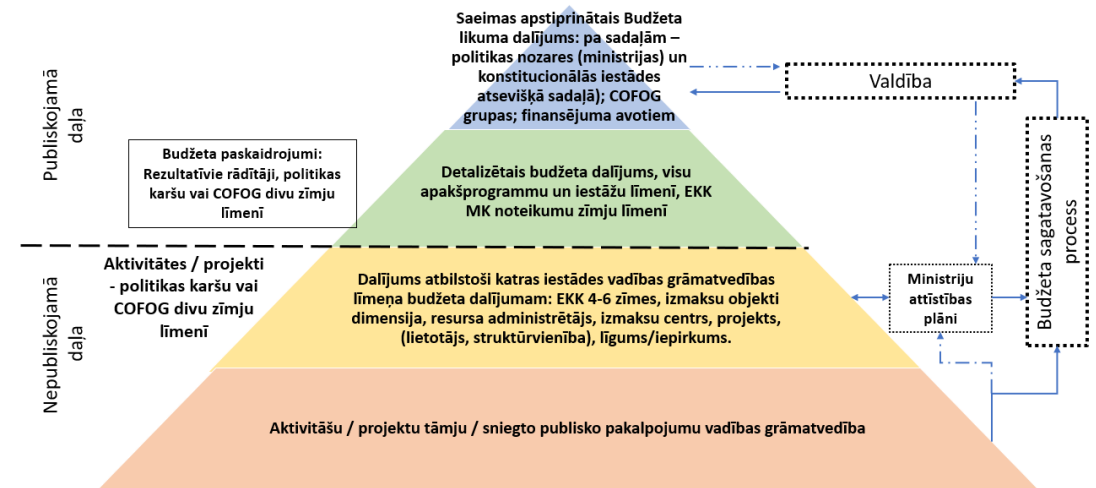 Saeimas apstiprinātais Budžeta
likuma dalījums: pa sadaļām –
politikas nozares (ministrijas) un
konstitucionālās iestādes
atsevišķā sadaļā); COFOG
grupas; finansējuma avotiem
Valdība
Publiskojamā
daļa
Budžeta paskaidrojumi:
Rezultatīvie rādītāji, politikas
karšu vai COFOG divu zīmju
līmenī
Detalizētais budžeta dalījums, visu
apakšprogrammu un iestāžu līmenī, EKK
MK noteikumu zīmju līmenī
Budžeta sagatavošanas
process
Nepubliskojamā
daļa
Aktivitātes / projekti
- politikas karšu vai
COFOG divu zīmju
līmenī
Dalījums atbilstoši katras iestādes vadības grāmatvedības
līmeņa budžeta dalījumam: EKK 4-6 zīmes, izmaksu objekti
dimensija, resursa administrētājs, izmaksu centrs, projekts,
(lietotājs, struktūrvienība), līgums/iepirkums.
Ministriju
attīstības
plāni
Aktivitāšu / projektu tāmju / sniegto publisko pakalpojumu vadības grāmatvedība